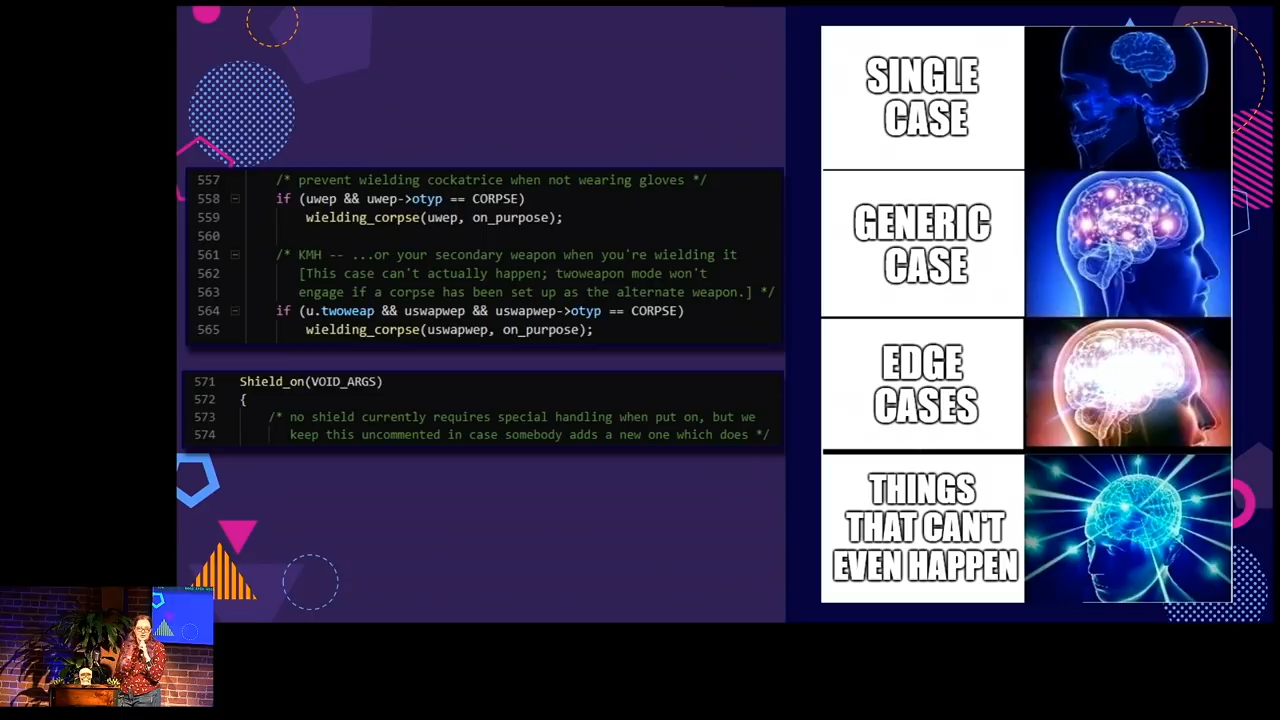 557 /* prevent wielding cockatrice when not wearing gloves */
558 if (uwep && uwep->otyp == CORPSE)
559 wielding_corpse(uwep, on_purpose);
560
561 /* KMH -- ...or your secondary weapon when you're wielding it
562 [This case can't actually happen; twoweapon mode won't
563 engage if a corpse has been set up as the alternate weapon.] */
564 if (u.twoweap && uswapwep && uswapwep->otyp == CORPSE)
565 wielding_corpse(uswapwep, on_purpose);
571 Shield_on(VOID_ARGS)
572 {
573 /* no shield currently requires special handling when put on, but we
574 keep this uncommented in case somebody adds a new one which does */
SINGLE
CASE
GENERIC
CASE
EDGE
CASES
THINGS
THAT CAN'T
EVEN HAPPEN